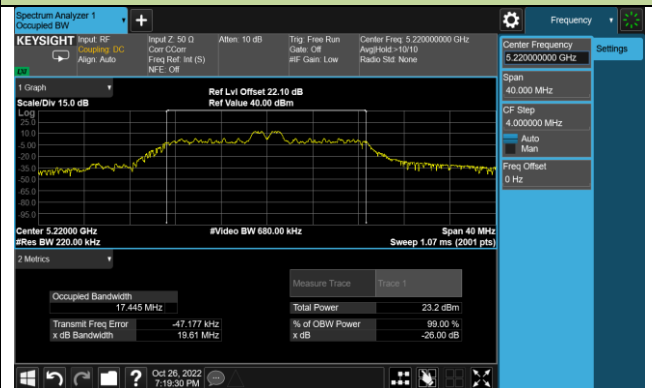 Spectrum Analyzer 1
Occupied BW
Frequency
KEYSIGHT
Input: RF
Coupling: DC
Align: Auto
Input Z: 50 Ω
Corr CCorr
Freq Ref: Int (S)
NFE: Off
Atten: 10 dB
Trig: Free Run
Gate: Off
#IF Gain: Low
Center Freq: 5.220000000 GHz
Avg|Hold:>10/10
Radio Std: None
Center Frequency
5.220000000 GHz
Settings
Span
40.000 MHz
CF Step
4.000000 MHz
Auto
Man
Freq Offset
0 Hz
1 Graph
Scale/Div 15.0 dB
Ref Lvl Offset 22.10 dB
Ref Value 40.00 dBm
Log
25.0
10.0
-5.00
-20.0
-35.0
-50.0
-65.0
-80.0
-95.0
Center 5.22000 GHz
#Res BW 220.00 kHz
#Video BW 680.00 kHz
Span 40 MHz
Sweep 1.07 ms (2001 pts)
2 Metrics
Measure Trace
Trace 1
Occupied Bandwidth
17.445 MHz
Total Power
23.2 dBm
Transmit Freq Error
-47.177 kHz
% of OBW Power
99.00 %
x dB Bandwidth
19.61 MHz
x dB
-26.00 dB
Oct 26, 2022
7:19:30 PM